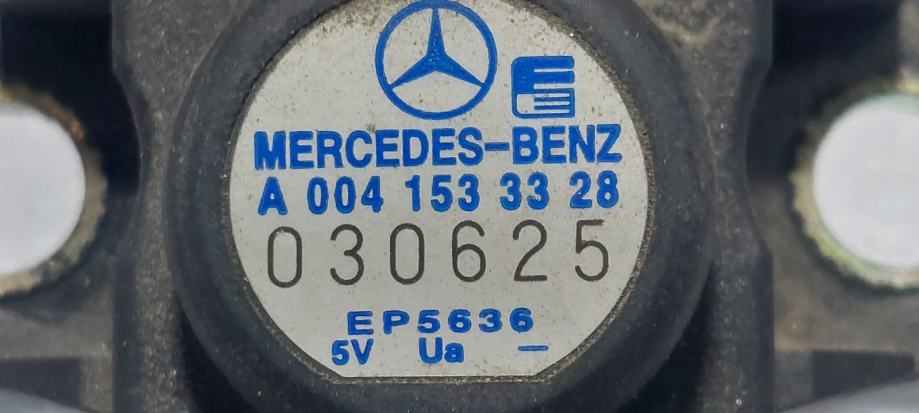 MERCEDES-BENZ
A 004 153 33 28
030625
EP5636
5V Ua —